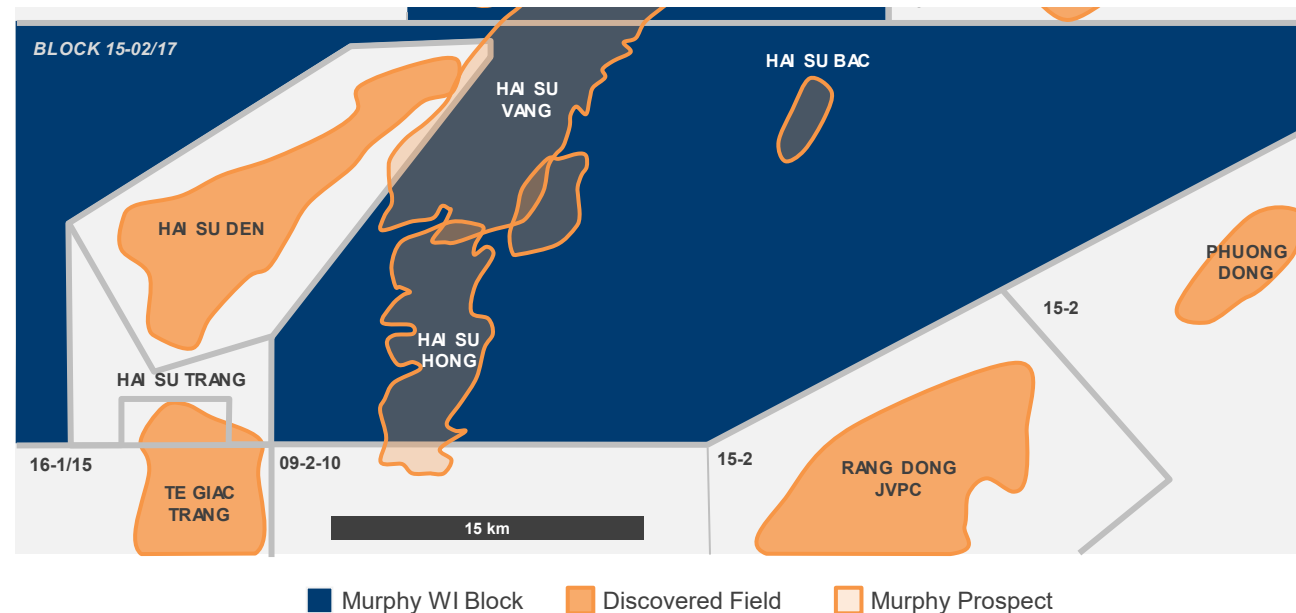 BLOCK 15-02/17
HAI SU
VANG
HAI SU BAC
HAI SU DEN
PHUONG
DONG
15-2
HAI SU
HONG
HAI SU TRANG
16-1/15
09-2-10
15-2
RANG DONG
JVPC
TE GIAC
TRANG
15 km
Murphy WI Block
Discovered Field
Murphy Prospect